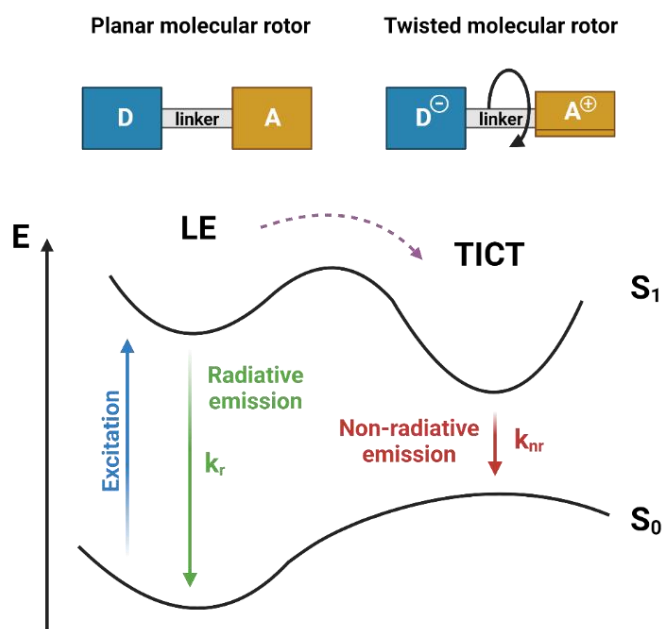 Planar molecular rotor
Twisted molecular rotor
D
linker
A
D⊖
linker
A⊕
E
LE
TICT
S₁
Excitation
Radiative
emission
kᵣ
Non-radiative
emission
kₙᵣ
S₀